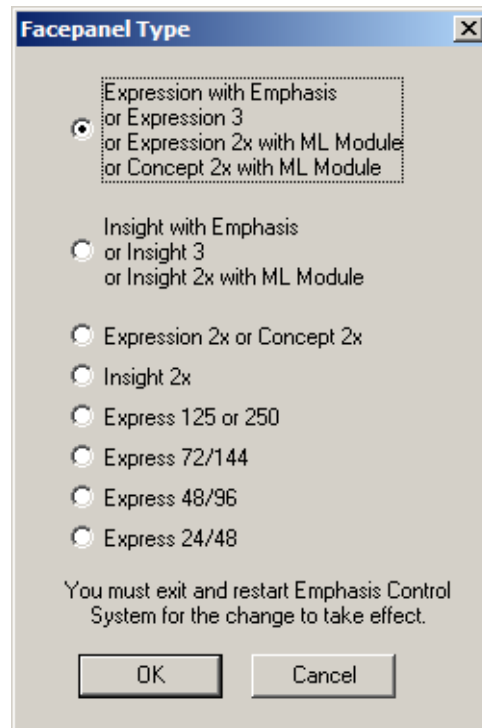 Facepanel Type
Expression with Emphasis
or Expression 3
or Expression 2x with ML Module
or Concept 2x with ML Module
Insight with Emphasis
or Insight 3
or Insight 2x with ML Module
Expression 2x or Concept 2x
Insight 2x
Express 125 or 250
Express 72/144
Express 48/96
Express 24/48
You must exit and restart Emphasis Control
System for the change to take effect.
OK
Cancel